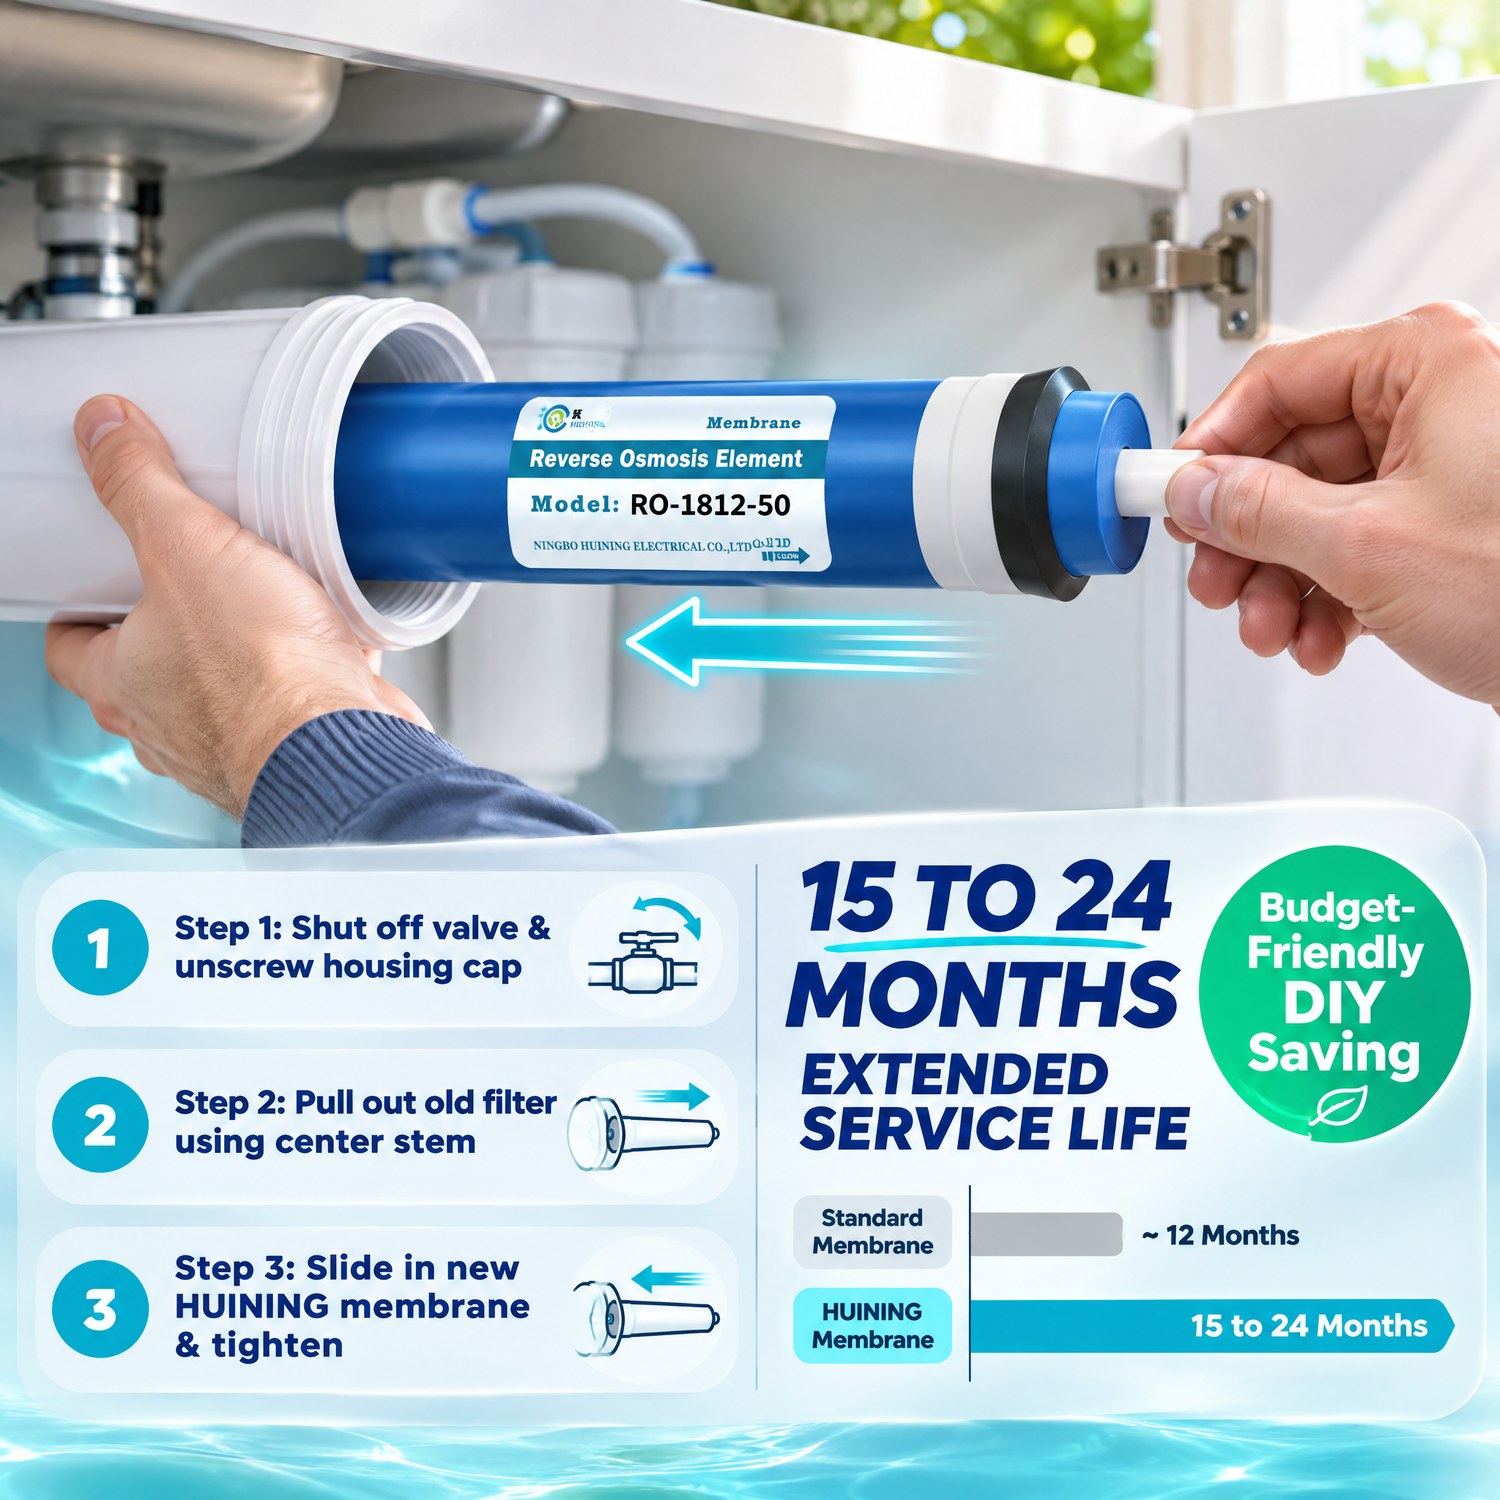 Membrane
Reverse Osmosis Element
Model: RO-1812-50
NINGBO HUINING ELECTRICAL CO.,LTD
1
Step 1: Shut off valve &
unscrew housing cap
2
Step 2: Pull out old filter
using center stem
3
Step 3: Slide in new
HUINING membrane
& tighten
15 TO 24
MONTHS
EXTENDED
SERVICE LIFE
Budget-
Friendly
DIY
Saving
Standard
Membrane
~ 12 Months
HUINING
Membrane
15 to 24 Months